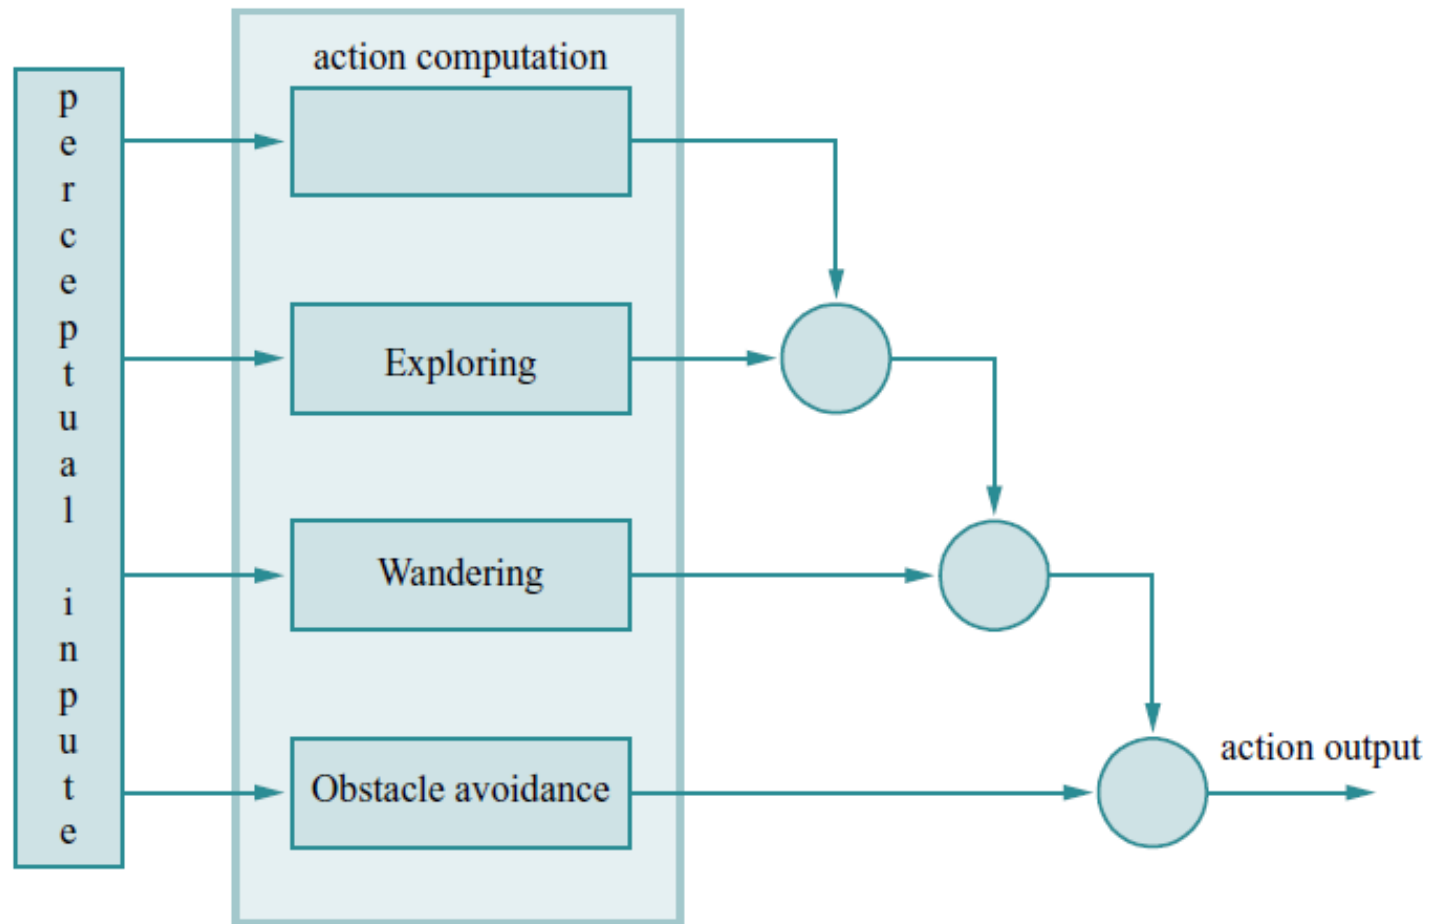 perceptual inpute
action computation
Exploring
Wandering
Obstacle avoidance
action output